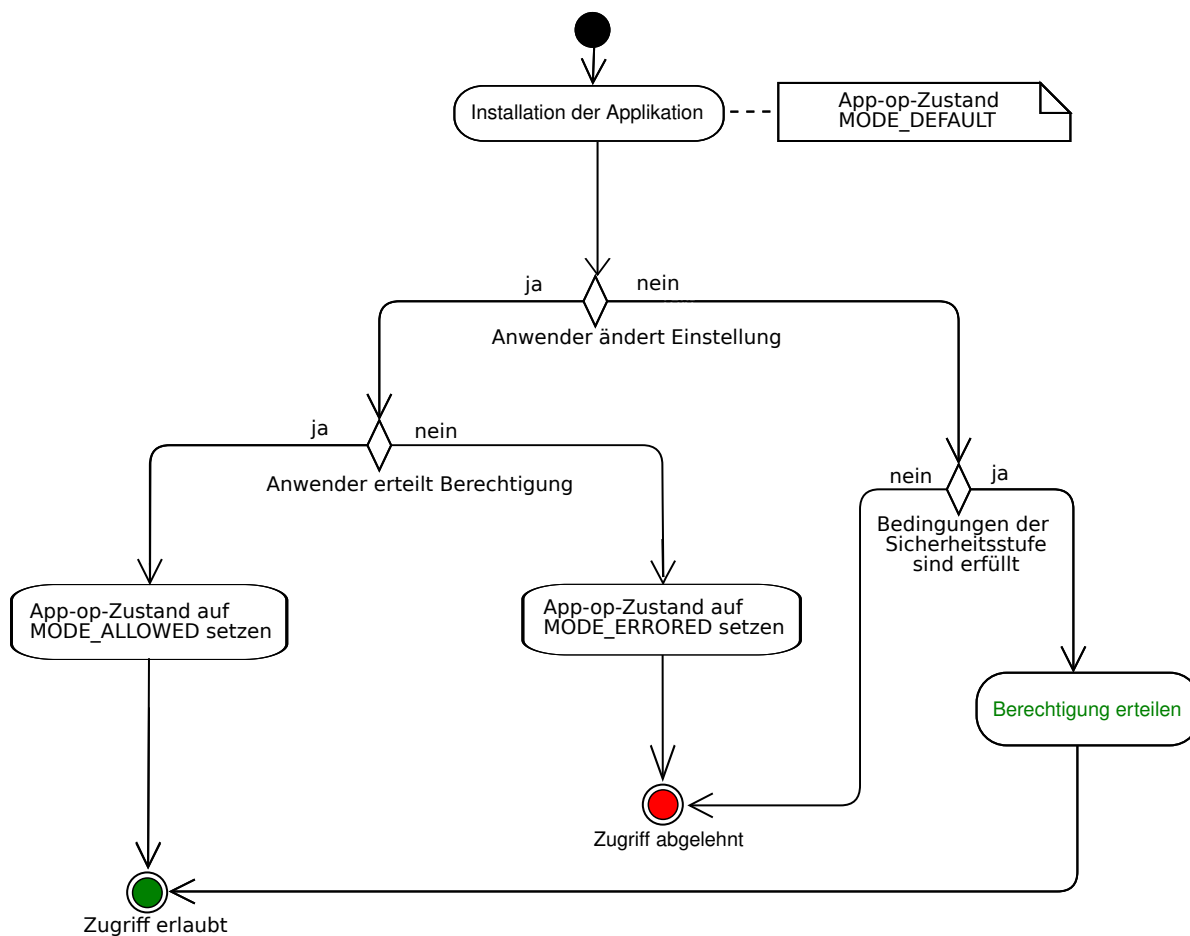 Installation der Applikation
App-op-Zustand
MODE_DEFAULT
ja
nein
Anwender ändert Einstellung
ja
nein
Anwender erteilt Berechtigung
nein
ja
Bedingungen der
Sicherheitsstufe
sind erfüllt
App-op-Zustand auf
MODE_ALLOWED setzen
App-op-Zustand auf
MODE_ERRORED setzen
Berechtigung erteilen
Zugriff abgelehnt
Zugriff erlaubt